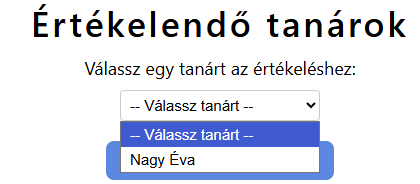 Értékelendő tanárok
Válassz egy tanárt az értékeléshez:
-- Válassz tanárt --
-- Válassz tanárt --
Nagy Éva